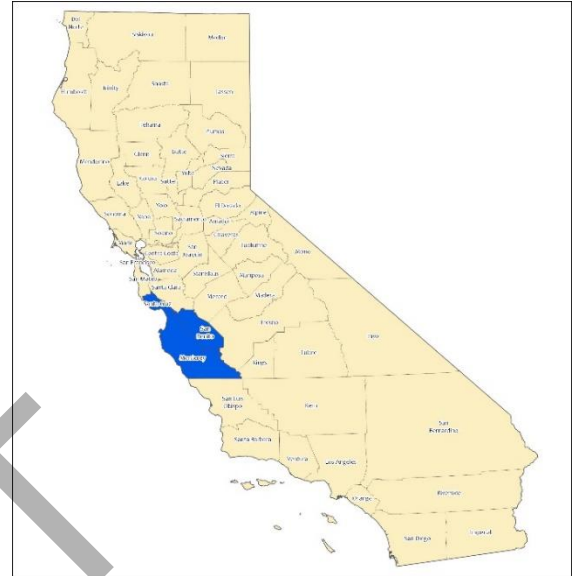 Del
Norte
Siskiyou
Modoc
Humboldt
Trinity
Shasta
Lassen
Tehama
Plumas
Mendocino
Glenn
Butte
Sierra
Nevada
Lake
Colusa
Sutter
Yuba
Placer
Sonoma
Yolo
El Dorado
Alpine
Sacramento
Amador
Solano
Calaveras
Marin
Contra Costa
San
Joaquin
Tuolumne
Mono
San Francisco
Alameda
Stanislaus
Mariposa
San Mateo
Santa Clara
Merced
Madera
Santa Cruz
Fresno
San
Benito
Inyo
Monterey
Kings
Tulare
San Luis
Obispo
Kern
San
Bernardino
Santa Barbara
Ventura
Los Angeles
Orange
Riverside
San Diego
Imperial